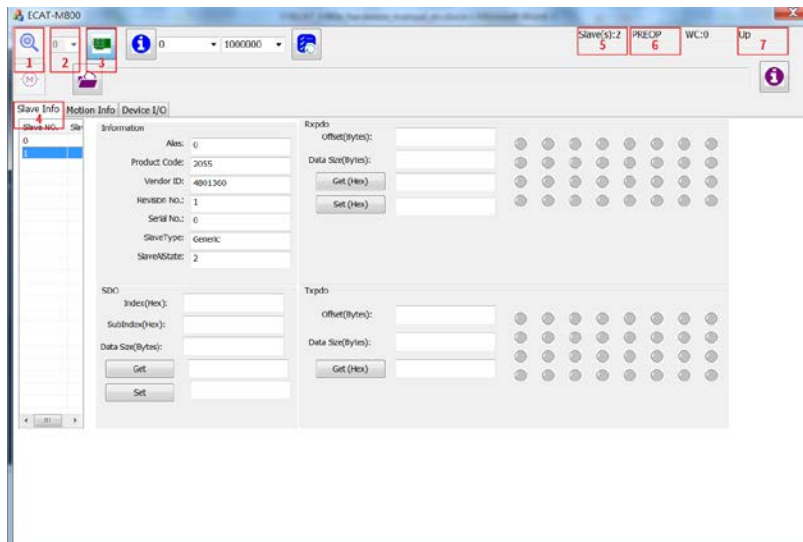 ECAT-M800
0 0 1000000 Slave(s):2 PREOP WC:0 Up
1 2 3 5 6 7
Slave Info Motion Info Device I/O
4
Slave NO.
0
1
Information
Alias: 0
Product Code: 2055
Vendor ID: 4801360
Revision No.: 1
Serial No.: 0
SlaveType: Generic
SlaveAlState: 2
Rxpdo
Offset(Bytes):
Data Size(Bytes):
Get (Hex)
Set (Hex)
SDO
Index(Hex):
SubIndex(Hex):
Data Size(Bytes):
Get
Set
Txpdo
Offset(Bytes):
Data Size(Bytes):
Get (Hex)